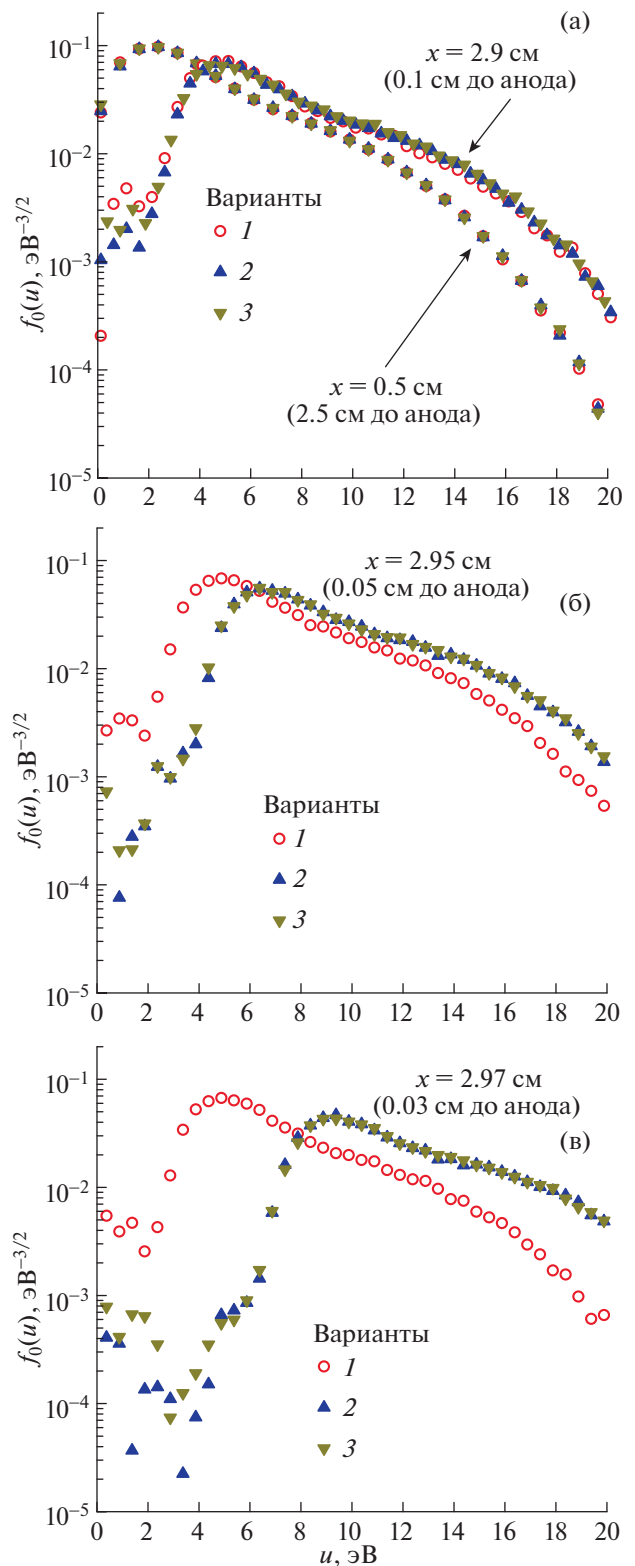 (а)
10⁻¹
x = 2.9 см
(0.1 см до анода)
10⁻²
f₀(u), эВ⁻³ᐟ²
Варианты
1
10⁻³
2
3
10⁻⁴
x = 0.5 см
(2.5 см до анода)
10⁻⁵
0 2 4 6 8 10 12 14 16 18 20
10⁻¹
x = 2.95 см
(0.05 см до анода)
(б)
10⁻²
f₀(u), эВ⁻³ᐟ²
10⁻³
Варианты
1
10⁻⁴
2
3
10⁻⁵
0 2 4 6 8 10 12 14 16 18 20
10⁻¹
x = 2.97 см
(0.03 см до анода)
(в)
10⁻²
f₀(u), эВ⁻³ᐟ²
10⁻³
Варианты
1
10⁻⁴
2
3
10⁻⁵
0 2 4 6 8 10 12 14 16 18 20
u, эВ